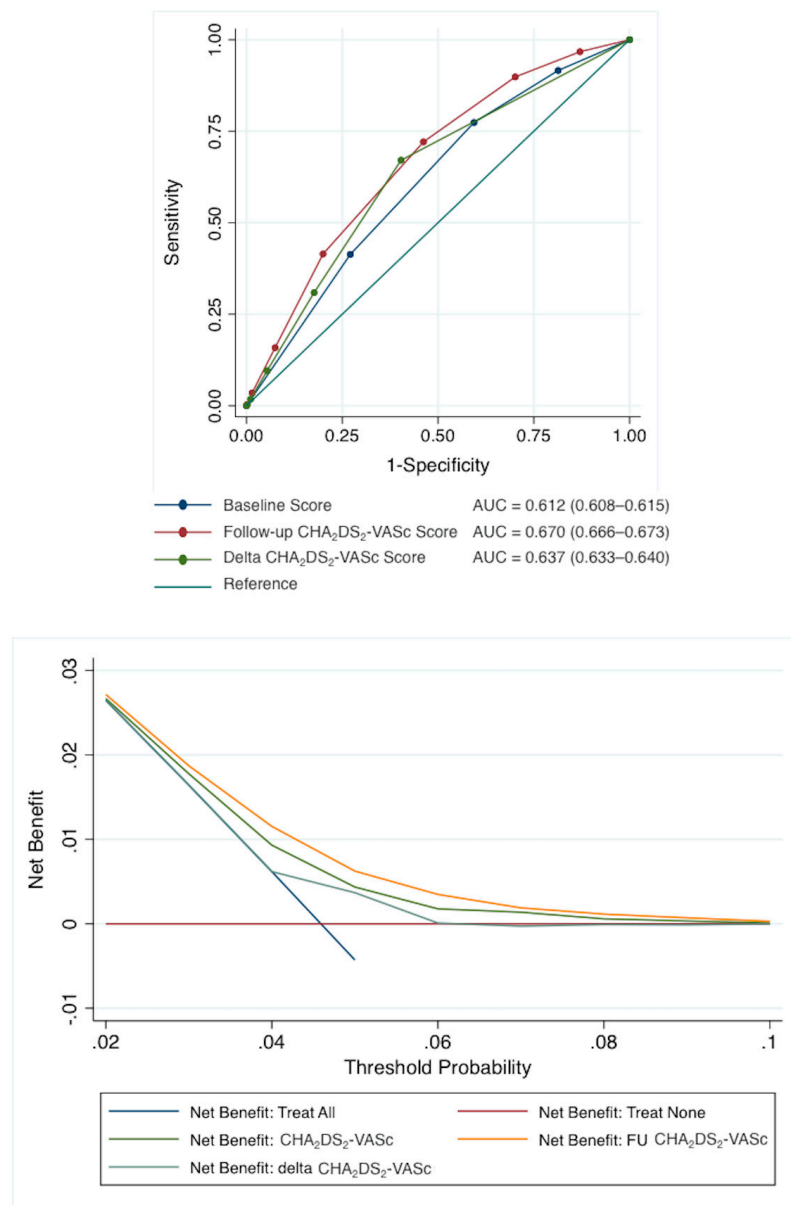 1.00
0.75
0.50
0.25
0.00
Sensitivity
0.00 0.25 0.50 0.75 1.00
1-Specificity
Baseline Score AUC = 0.612 (0.608–0.615)
Follow-up CHA₂DS₂-VASc Score AUC = 0.670 (0.666–0.673)
Delta CHA₂DS₂-VASc Score AUC = 0.637 (0.633–0.640)
Reference
.03
.02
.01
0
-.01
Net Benefit
.02 .04 .06 .08 .1
Threshold Probability
Net Benefit: Treat All Net Benefit: Treat None
Net Benefit: CHA₂DS₂-VASc Net Benefit: FU CHA₂DS₂-VASc
Net Benefit: delta CHA₂DS₂-VASc